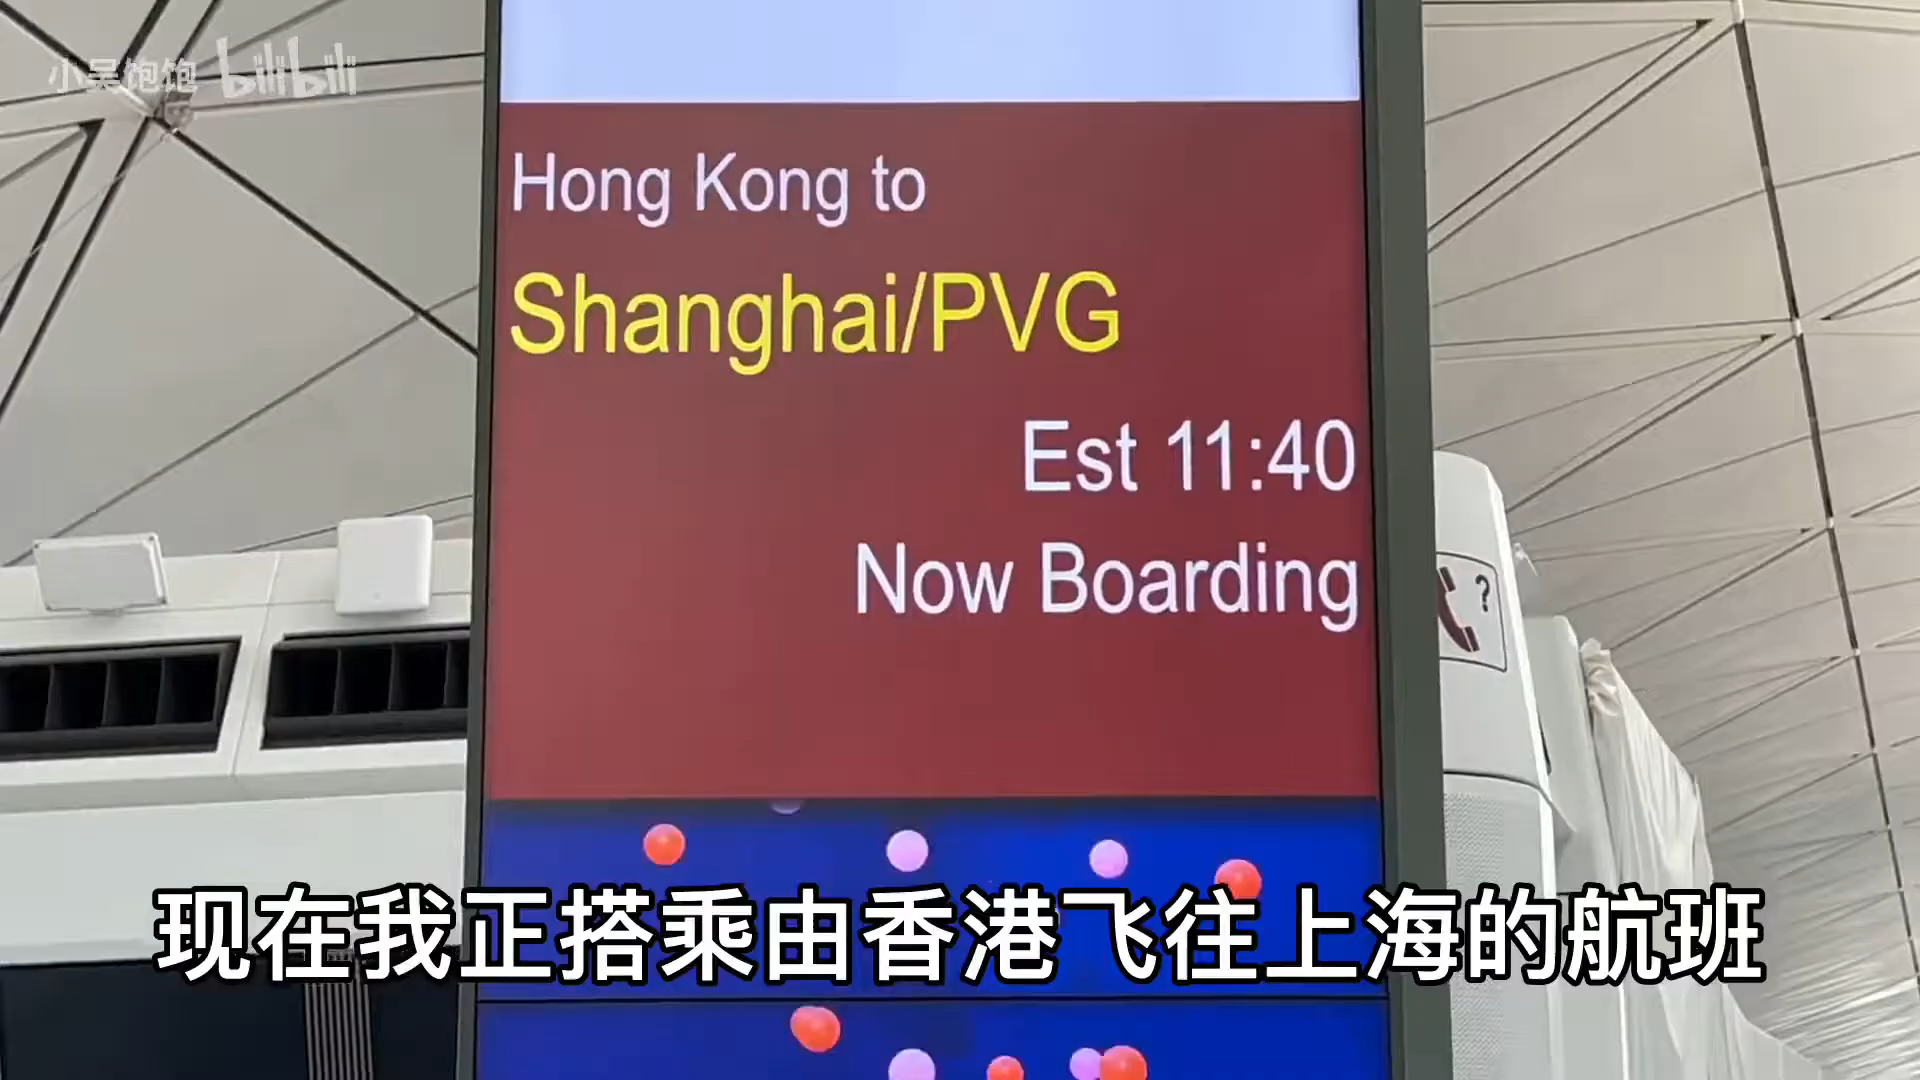 小吴饱饱 bilibili
Hong Kong to
Shanghai/PVG
Est 11:40
Now Boarding
?
现在我正搭乘由香港飞往上海的航班